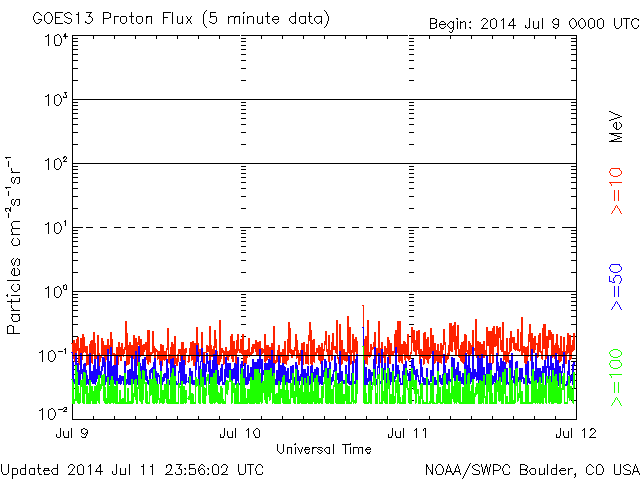 GOES13 Proton Flux (5 minute data)
Begin: 2014 Jul 9 0000 UTC
Particles cm⁻²s⁻¹sr⁻¹
10⁴
10³
10²
10¹
10⁰
10⁻¹
10⁻²
Jul 9
Jul 10
Jul 11
Jul 12
Universal Time
MeV
>=10
>=50
>=100
Updated 2014 Jul 11 23:56:02 UTC
NOAA/SWPC Boulder, CO USA